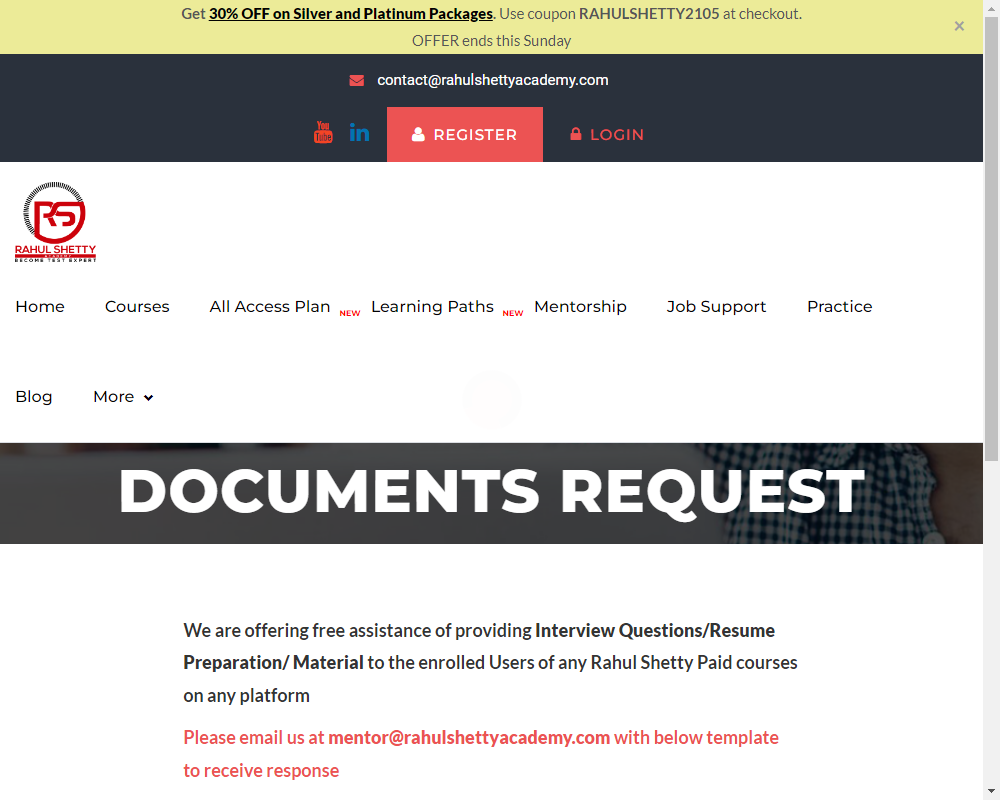 Get 30% OFF on Silver and Platinum Packages. Use coupon RAHULSHETTY2105 at checkout.
OFFER ends this Sunday
×
contact@rahulshettyacademy.com
You
Tube
in
REGISTER
LOGIN
RS
RAHUL SHETTY
ACADEMY
BECOME TEST EXPERT
Home Courses All Access Plan NEW Learning Paths NEW Mentorship Job Support Practice
Blog More
DOCUMENTS REQUEST
We are offering free assistance of providing Interview Questions/Resume
Preparation/ Material to the enrolled Users of any Rahul Shetty Paid courses
on any platform
Please email us at mentor@rahulshettyacademy.com with below template
to receive response